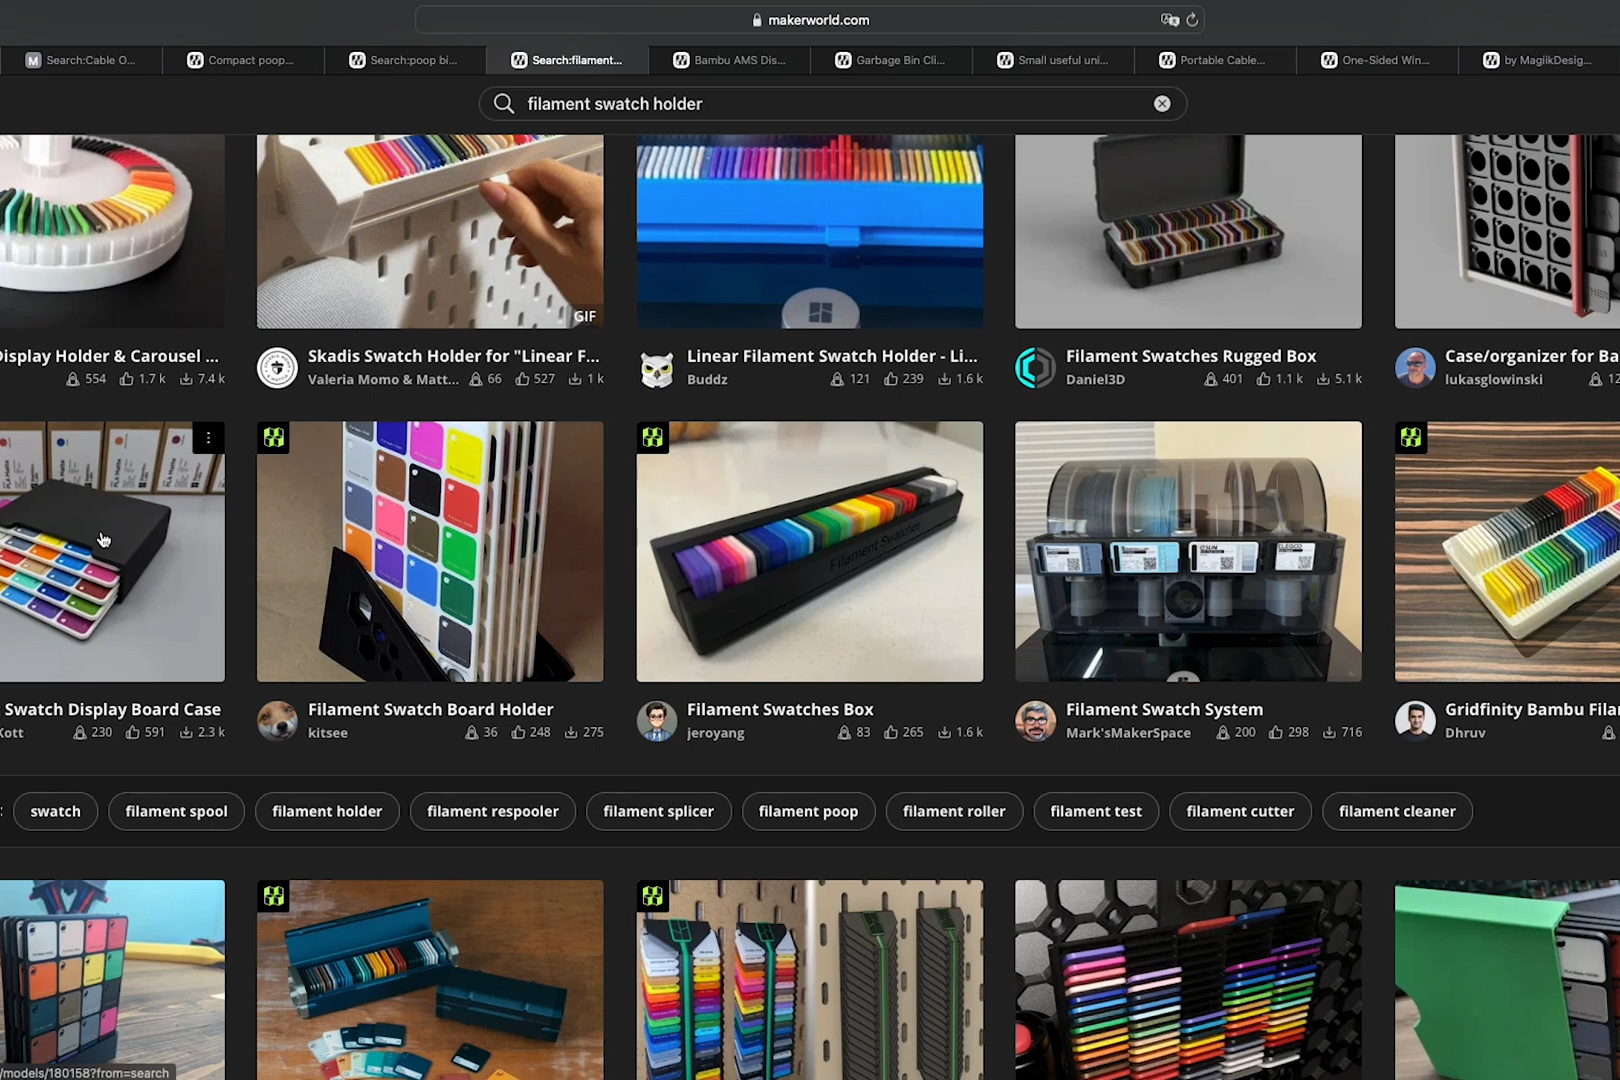 makerworld.com
M Search:Cable O...
Compact poop...
Search:poop bi...
Search:filament...
Bambu AMS Dis...
Garbage Bin Cli...
Small useful uni...
Portable Cable...
One-Sided Win...
by MagiikDesig...
filament swatch holder
GIF
Display Holder & Carousel ...
554 1.7 k 7.4 k
Skadis Swatch Holder for "Linear F...
Valeria Momo & Matt... 66 527 1 k
Linear Filament Swatch Holder - Li...
Buddz 121 239 1.6 k
Filament Swatches Rugged Box
Daniel3D 401 1.1 k 5.1 k
Case/organizer for Ba
lukasglowinski 12
Filament Swatches
Swatch Display Board Case
Kott 230 591 2.3 k
Filament Swatch Board Holder
kitsee 36 248 275
Filament Swatches Box
jeroyang 83 265 1.6 k
Filament Swatch System
Mark'sMakerSpace 200 298 716
Gridfinity Bambu Fila
Dhruv
: swatch
filament spool
filament holder
filament respooler
filament splicer
filament poop
filament roller
filament test
filament cutter
filament cleaner
/models/180158?from=search